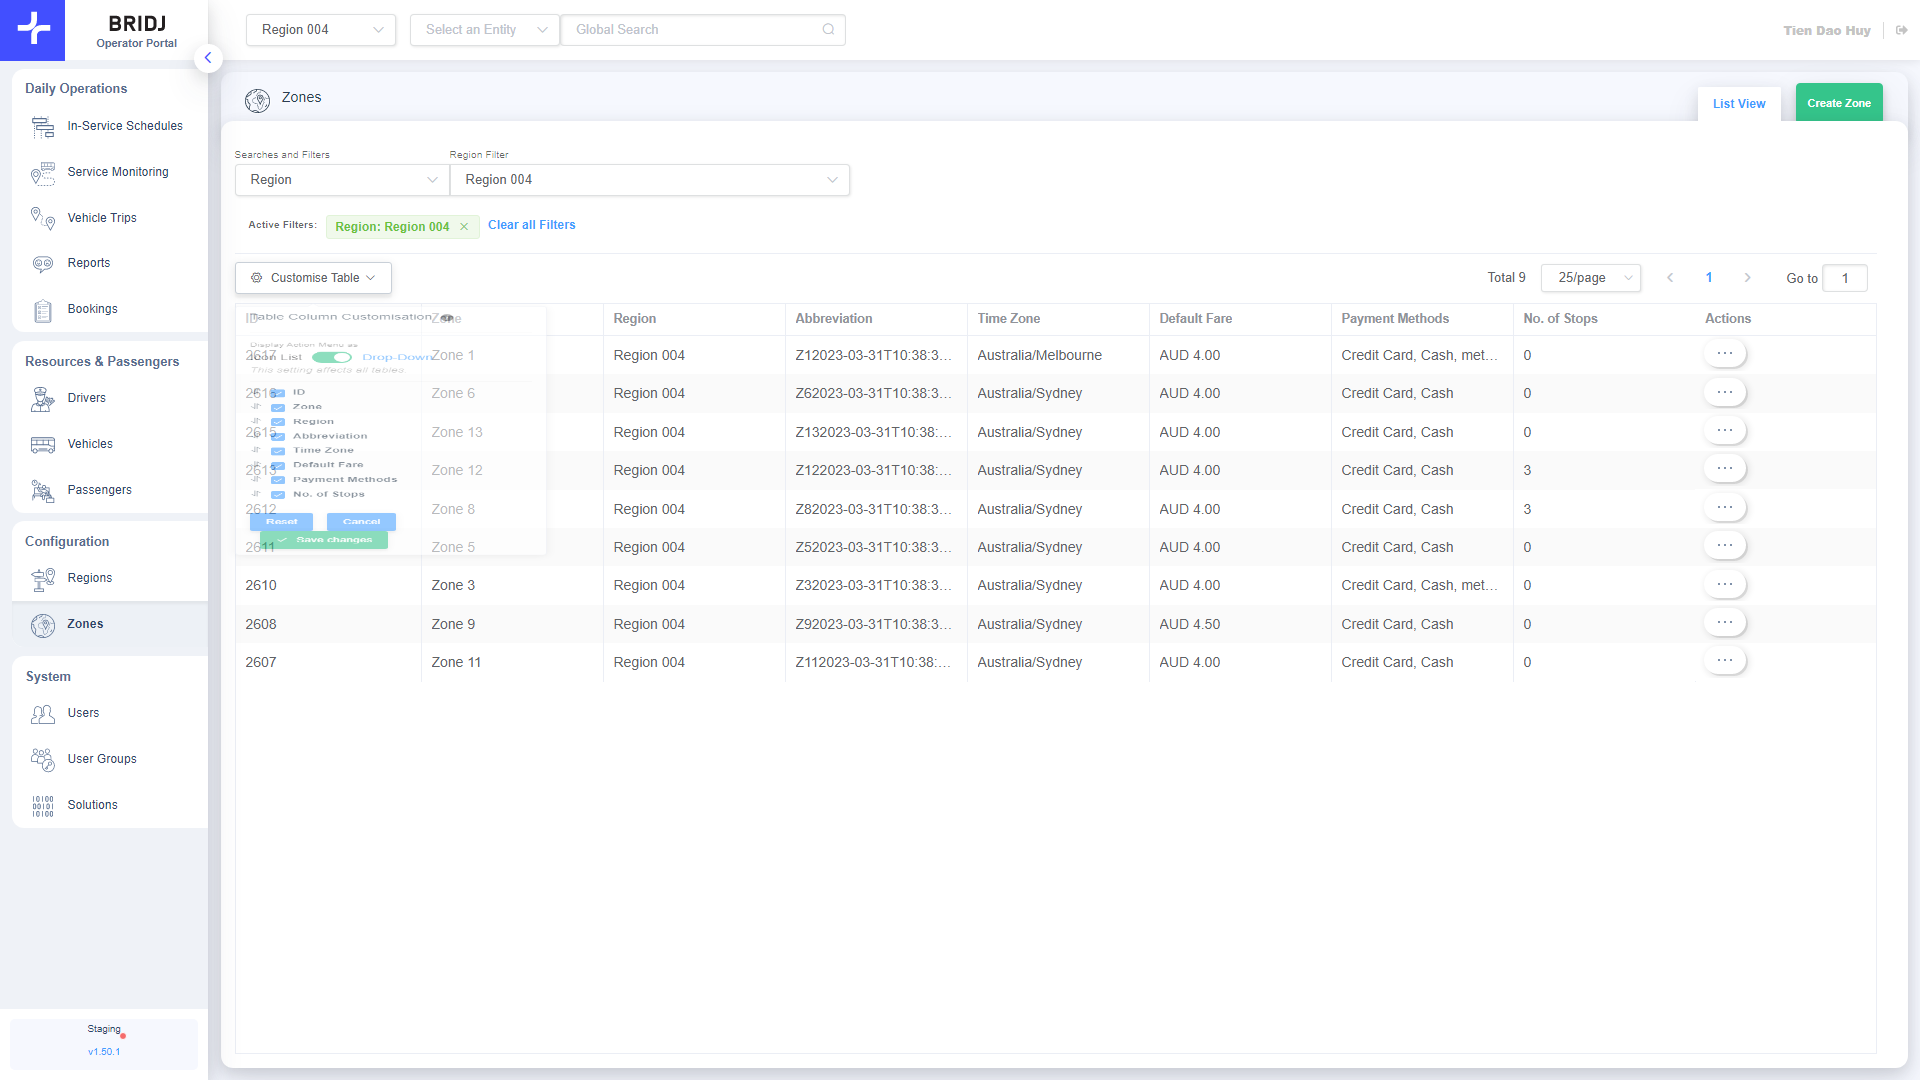 BRIDJ
Operator Portal
Region 004
Select an Entity
Global Search
Tien Dao Huy
Daily Operations
In-Service Schedules
Service Monitoring
Vehicle Trips
Reports
Bookings
Resources & Passengers
Drivers
Vehicles
Passengers
Configuration
Regions
Zones
System
Users
User Groups
Solutions
Staging
v1.50.1
Zones
List View
Create Zone
Searches and Filters
Region Filter
Region
Region 004
Active Filters:
Region: Region 004
Clear all Filters
Customise Table
Total 9
25/page
1
Go to
1
ID Zone Region Abbreviation Time Zone Default Fare Payment Methods No. of Stops Actions
2617 Zone 1 Region 004 Z12023-03-31T10:38:3... Australia/Melbourne AUD 4.00 Credit Card, Cash, met... 0 ...
2616 Zone 6 Region 004 Z62023-03-31T10:38:3... Australia/Sydney AUD 4.00 Credit Card, Cash 0 ...
2615 Zone 13 Region 004 Z132023-03-31T10:38:... Australia/Sydney AUD 4.00 Credit Card, Cash 0 ...
2613 Zone 12 Region 004 Z122023-03-31T10:38:... Australia/Sydney AUD 4.00 Credit Card, Cash 3 ...
2612 Zone 8 Region 004 Z82023-03-31T10:38:3... Australia/Sydney AUD 4.00 Credit Card, Cash 3 ...
2611 Zone 5 Region 004 Z52023-03-31T10:38:3... Australia/Sydney AUD 4.00 Credit Card, Cash 0 ...
2610 Zone 3 Region 004 Z32023-03-31T10:38:3... Australia/Sydney AUD 4.00 Credit Card, Cash, met... 0 ...
2608 Zone 9 Region 004 Z92023-03-31T10:38:3... Australia/Sydney AUD 4.50 Credit Card, Cash 0 ...
2607 Zone 11 Region 004 Z112023-03-31T10:38:... Australia/Sydney AUD 4.00 Credit Card, Cash 0 ...
Table Column Customisation
Display Action Menu as
Icon List
Drop-Down
This setting effects all tables.
ID
Zone
Region
Abbreviation
Time Zone
Default Fare
Payment Methods
No. of Stops
Reset
Cancel
Save changes
10100
00101
10100